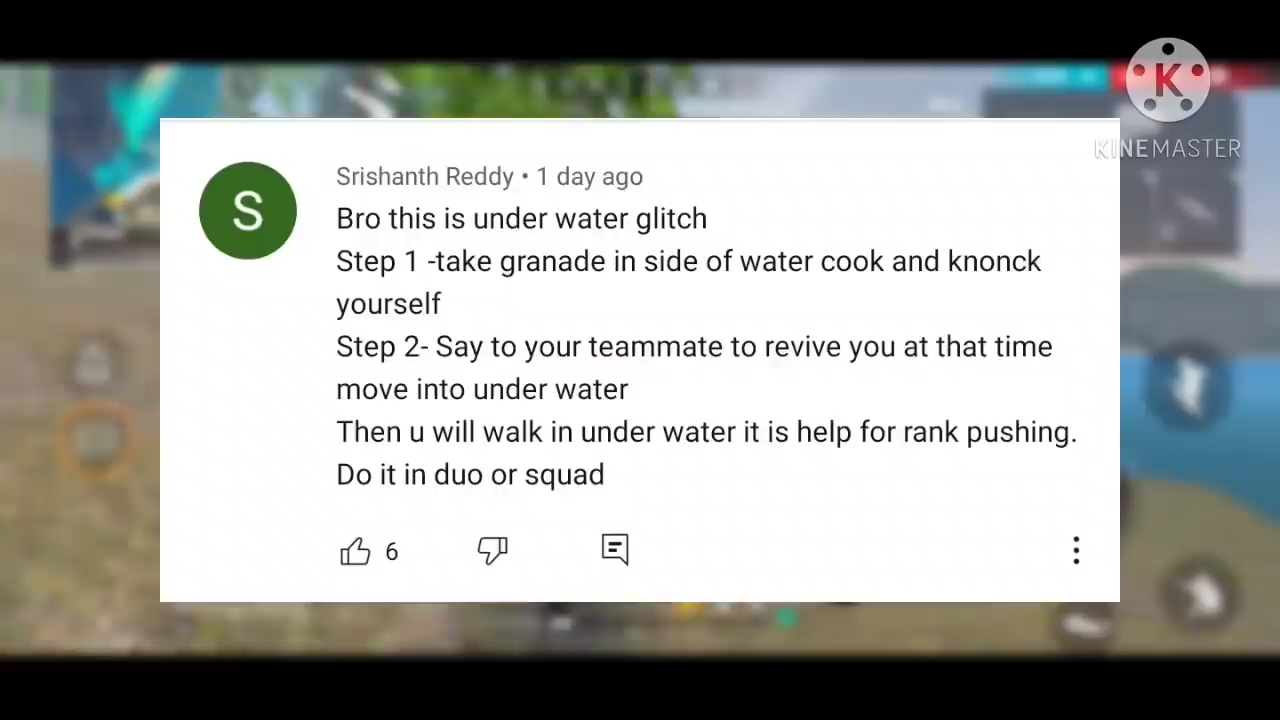 K
KINEMASTER
S
Srishanth Reddy • 1 day ago
Bro this is under water glitch
Step 1 -take granade in side of water cook and knonck
yourself
Step 2- Say to your teammate to revive you at that time
move into under water
Then u will walk in under water it is help for rank pushing.
Do it in duo or squad
6